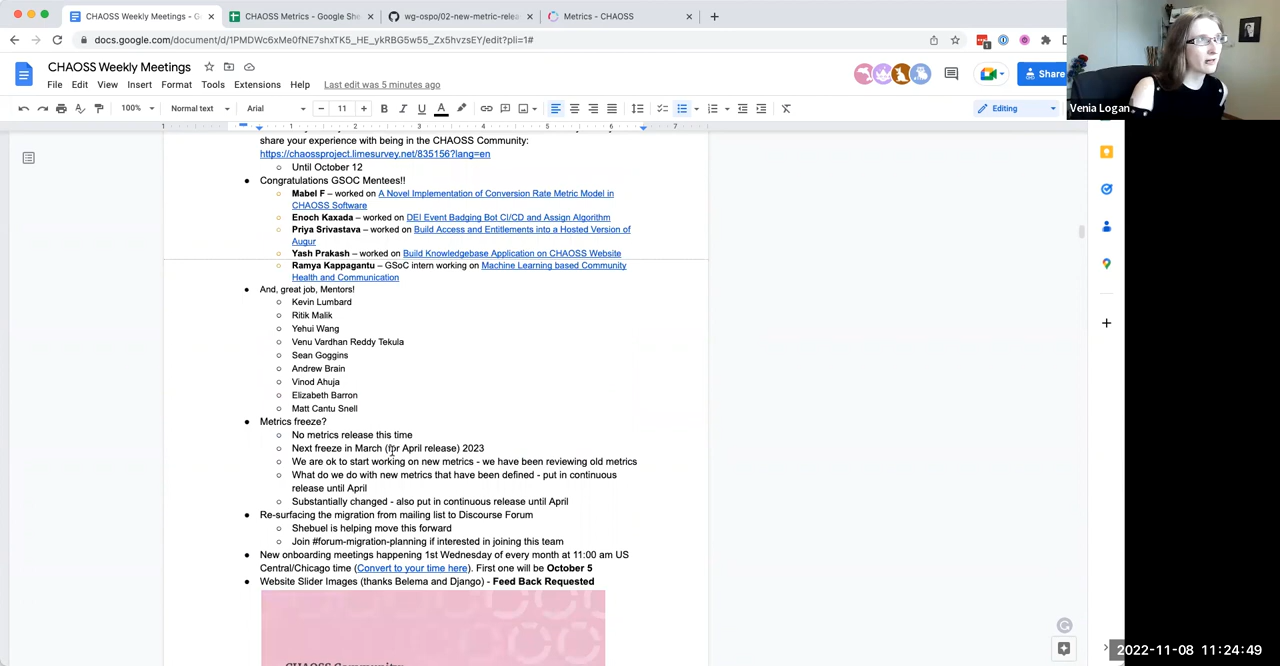 CHAOSS Weekly Meetings - G
CHAOSS Metrics - Google She
wg-ospo/02-new-metric-relea
Metrics - CHAOSS
docs.google.com/document/d/1PMDWc6xMe0fNE7shxTK5_HE_ykRBG5w55_Zx5hvzsEY/edit?pli=1#
CHAOSS Weekly Meetings
File Edit View Insert Format Tools Extensions Help Last edit was 5 minutes ago
Share
Venia Logan
100% Normal text Arial 11 Editing
share your experience with being in the CHAOSS Community:
https://chaossproject.limesurvey.net/835156?lang=en
Until October 12
Congratulations GSOC Mentees!!
Mabel F – worked on A Novel Implementation of Conversion Rate Metric Model in
CHAOSS Software
Enoch Kaxada – worked on DEI Event Badging Bot CI/CD and Assign Algorithm
Priya Srivastava – worked on Build Access and Entitlements into a Hosted Version of
Augur
Yash Prakash – worked on Build Knowledgebase Application on CHAOSS Website
Ramya Kappagantu – GSoC intern working on Machine Learning based Community
Health and Communication
And, great job, Mentors!
Kevin Lumbard
Ritik Malik
Yehui Wang
Venu Vardhan Reddy Tekula
Sean Goggins
Andrew Brain
Vinod Ahuja
Elizabeth Barron
Matt Cantu Snell
Metrics freeze?
No metrics release this time
Next freeze in March (for April release) 2023
We are ok to start working on new metrics - we have been reviewing old metrics
What do we do with new metrics that have been defined - put in continuous
release until April
Substantially changed - also put in continuous release until April
Re-surfacing the migration from mailing list to Discourse Forum
Shebuel is helping move this forward
Join #forum-migration-planning if interested in joining this team
New onboarding meetings happening 1st Wednesday of every month at 11:00 am US
Central/Chicago time (Convert to your time here). First one will be October 5
Website Slider Images (thanks Belema and Django) - Feed Back Requested
2022-11-08 11:24:49